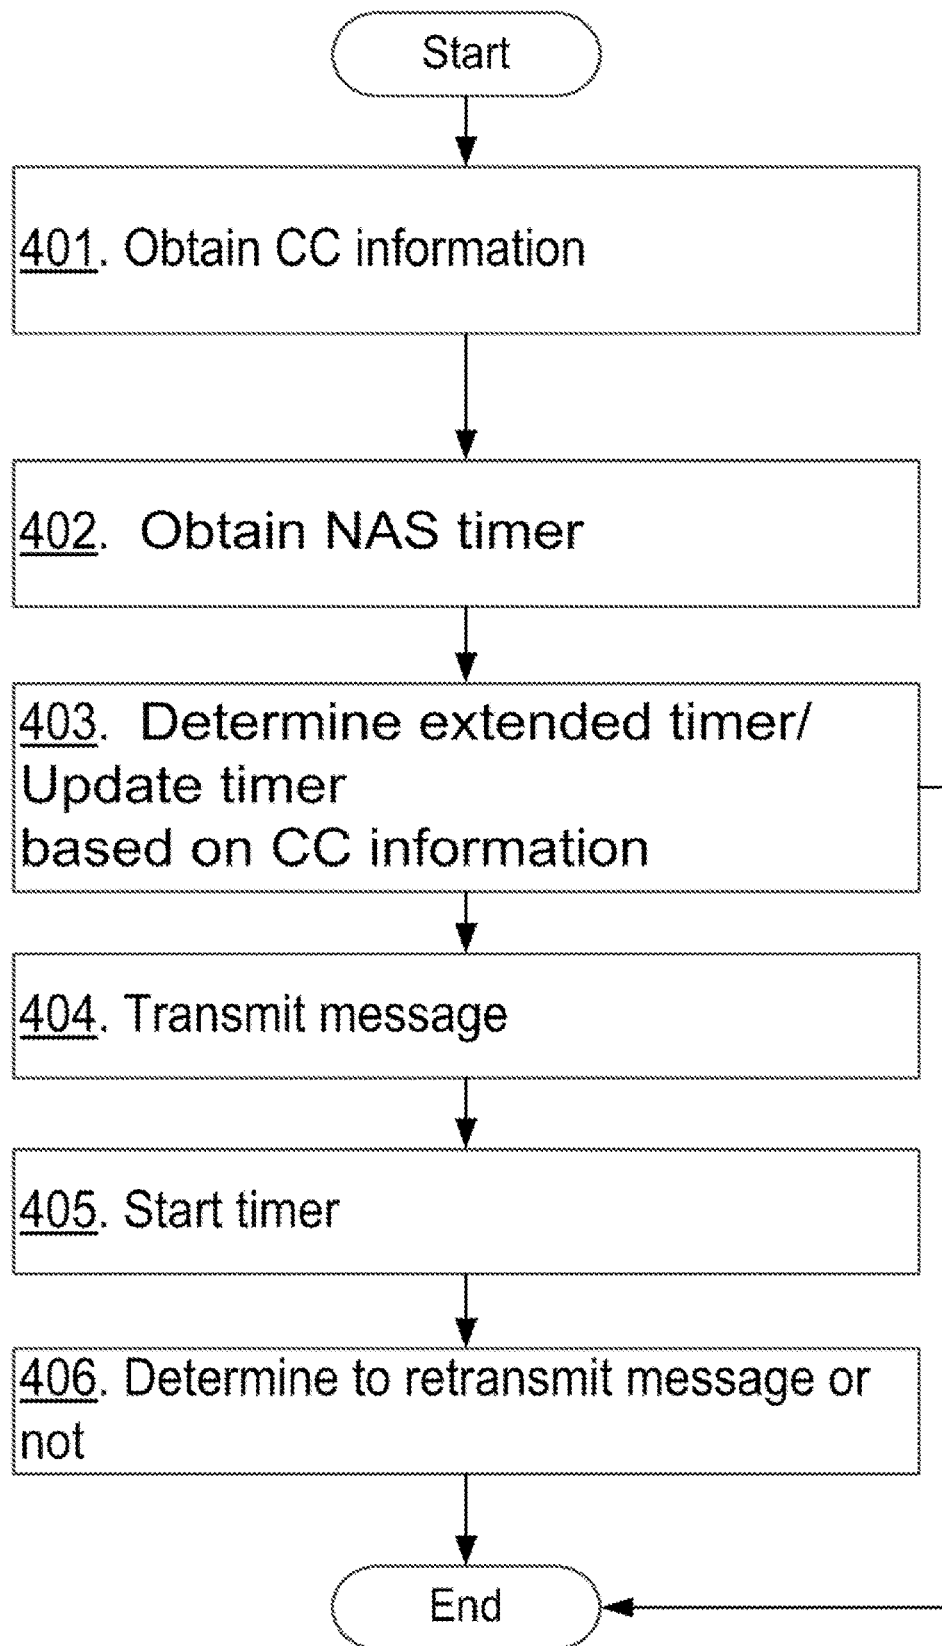 Start
401. Obtain CC information
402. Obtain NAS timer
403. Determine extended timer/
Update timer
based on CC information
404. Transmit message
405. Start timer
406. Determine to retransmit message or
not
End